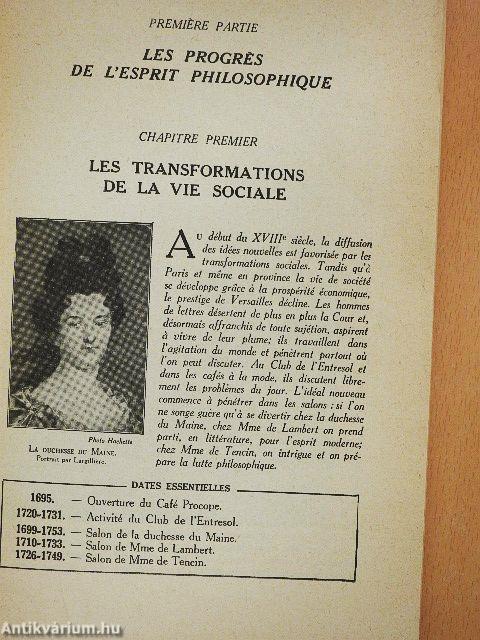 PREMIÈRE PARTIE
LES PROGRÈS
DE L'ESPRIT PHILOSOPHIQUE
CHAPITRE PREMIER
LES TRANSFORMATIONS
DE LA VIE SOCIALE
AU début du XVIIIe siècle, la diffusion
des idées nouvelles est favorisée par les
transformations sociales. Tandis qu'à
Paris et même en province la vie de société
se développe grâce à la prospérité économique,
le prestige de Versailles décline. Les hommes
de lettres désertent de plus en plus la Cour et,
désormais affranchis de toute sujétion, aspirent
à vivre de leur plume; ils travaillent dans
l'agitation du monde et pénètrent partout où
l'on peut discuter. Au Club de l'Entresol et
dans les cafés à la mode, ils discutent libre-
ment les problèmes du jour. L'idéal nouveau
commence à pénétrer dans les salons : si l'on
ne songe guère qu'à se divertir chez la duchesse
du Maine, chez Mme de Lambert on prend
parti, en littérature, pour l'esprit moderne;
chez Mme de Tencin, on intrigue et on pré-
pare la lutte philosophique.
Photo Hachette
LA DUCHESSE DU MAINE.
Portrait par Largillière.
DATES ESSENTIELLES
1695. — Ouverture du Café Procope.
1720-1731. — Activité du Club de l'Entresol.
1699-1753. — Salon de la duchesse du Maine.
1710-1733. — Salon de Mme de Lambert.
1726-1749. — Salon de Mme de Tencin.
Antikvárium.hu